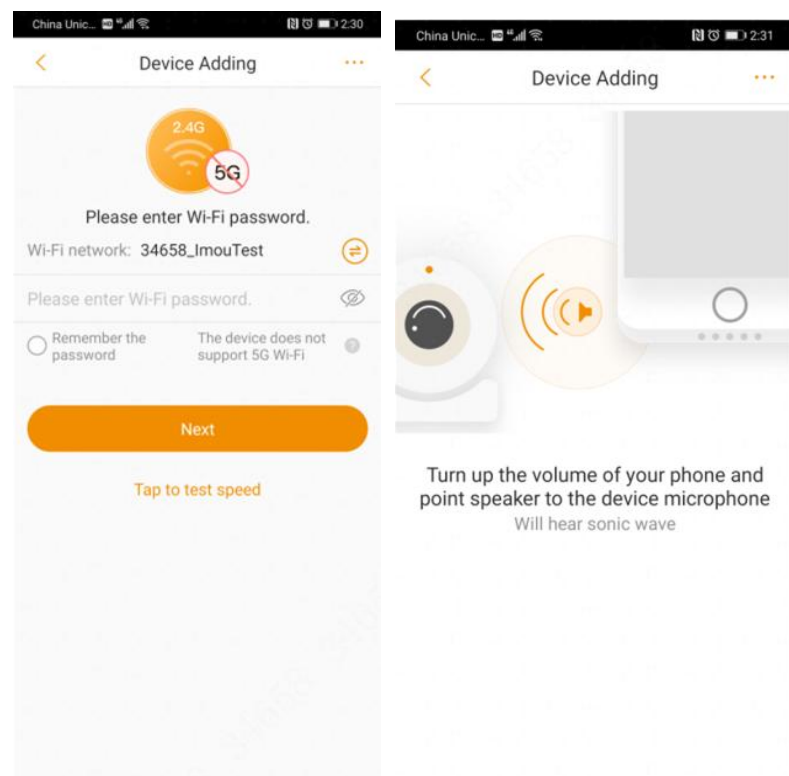 China Unic... HD 2:30
Device Adding
2.4G
5G
Please enter Wi-Fi password.
Wi-Fi network: 34658_ImouTest
Please enter Wi-Fi password.
Remember the
password
The device does not
support 5G Wi-Fi
?
Next
Tap to test speed
China Unic... HD 2:31
Device Adding
Turn up the volume of your phone and
point speaker to the device microphone
Will hear sonic wave